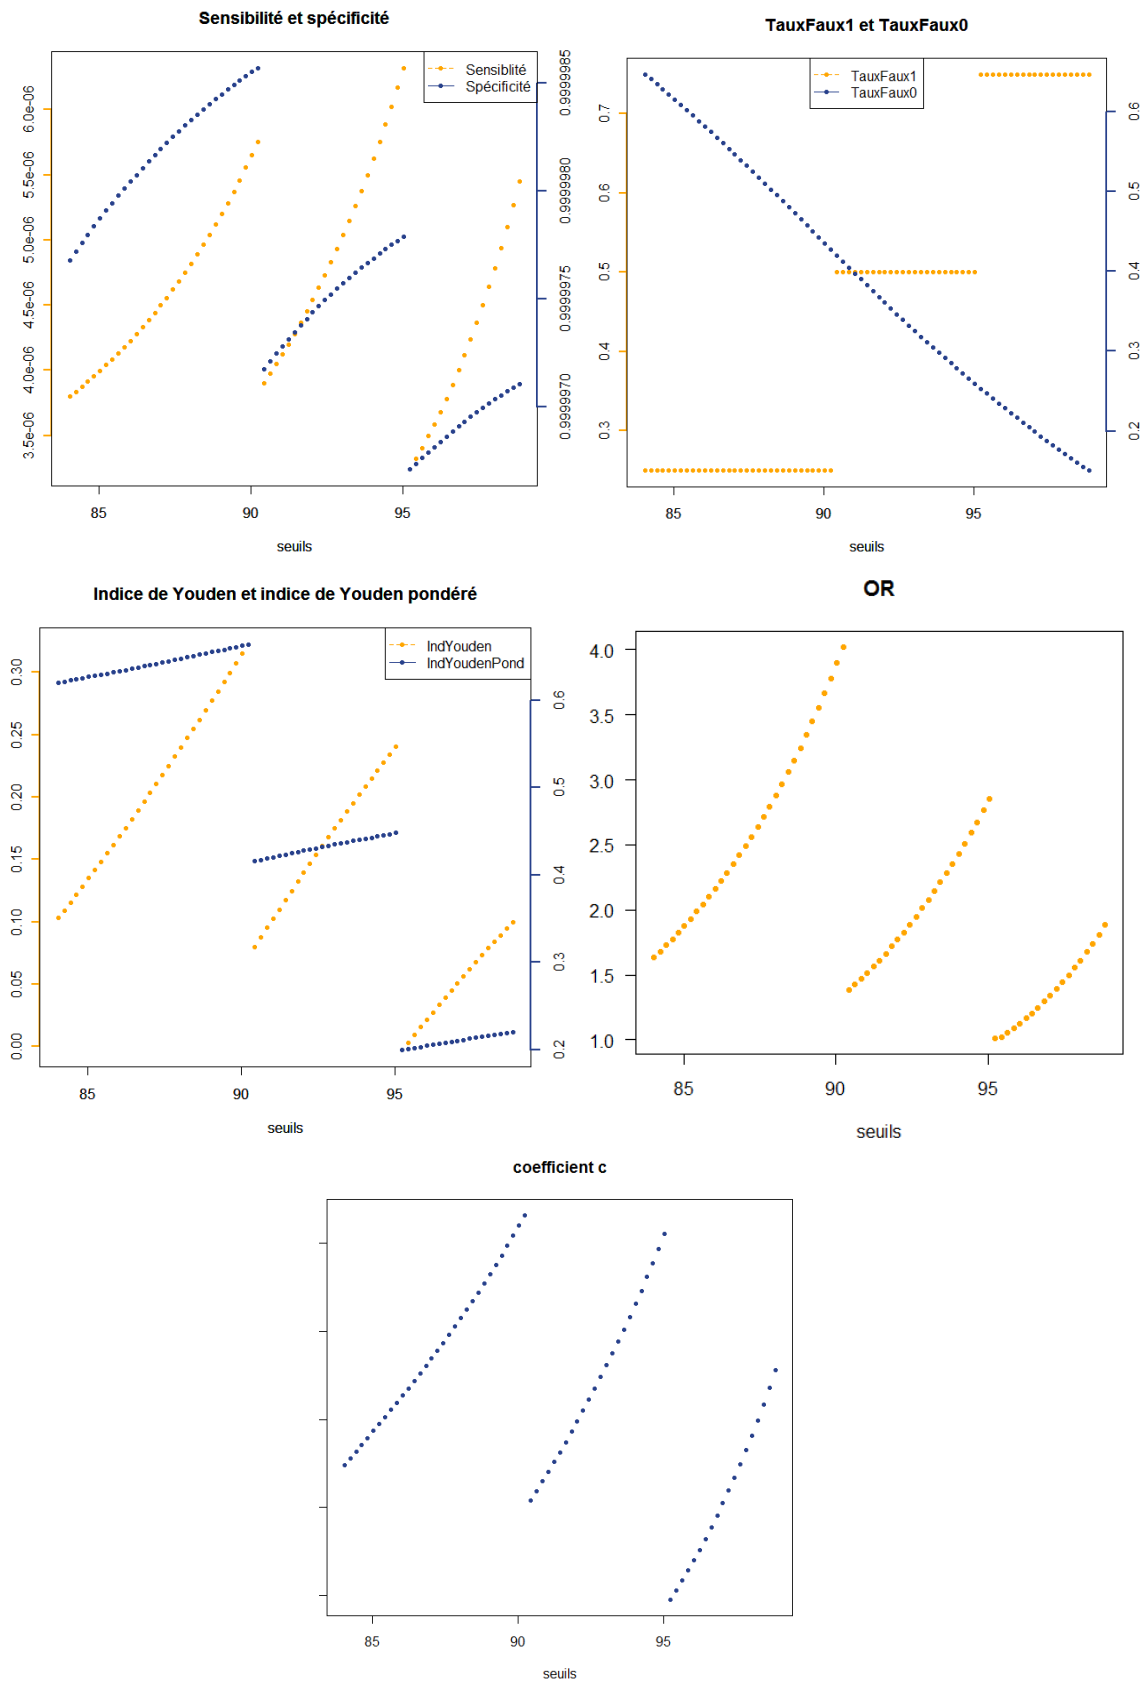 Sensibilité et spécificité
Sensiblité
Spécificité
6.0e-06
5.5e-06
5.0e-06
4.5e-06
4.0e-06
3.5e-06
0.9999985
0.9999980
0.9999975
0.9999970
85 90 95
seuils
TauxFaux1 et TauxFaux0
TauxFaux1
TauxFaux0
0.7
0.6
0.5
0.4
0.3
0.6
0.5
0.4
0.3
0.2
85 90 95
seuils
Indice de Youden et indice de Youden pondéré
IndYouden
IndYoudenPond
0.30
0.25
0.20
0.15
0.10
0.05
0.00
0.6
0.5
0.4
0.3
0.2
85 90 95
seuils
OR
4.0
3.5
3.0
2.5
2.0
1.5
1.0
85 90 95
seuils
coefficient c
85 90 95
seuils